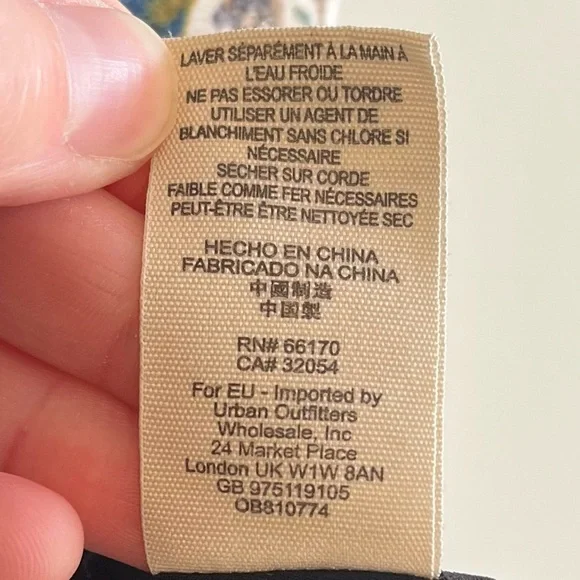 LAVER SÉPARÉMENT À LA MAIN À
L'EAU FROIDE
NE PAS ESSORER OU TORDRE
UTILISER UN AGENT DE
BLANCHIMENT SANS CHLORE SI
NÉCESSAIRE
SÉCHER SUR CORDE
FAIBLE COMME FER NÉCESSAIRES
PEUT-ÊTRE ÊTRE NETTOYÉE SEC
HECHO EN CHINA
FABRICADO NA CHINA
中國制造
中国製
RN# 66170
CA# 32054
For EU - Imported by
Urban Outfitters
Wholesale, Inc
24 Market Place
London UK W1W 8AN
GB 975119105
OB810774